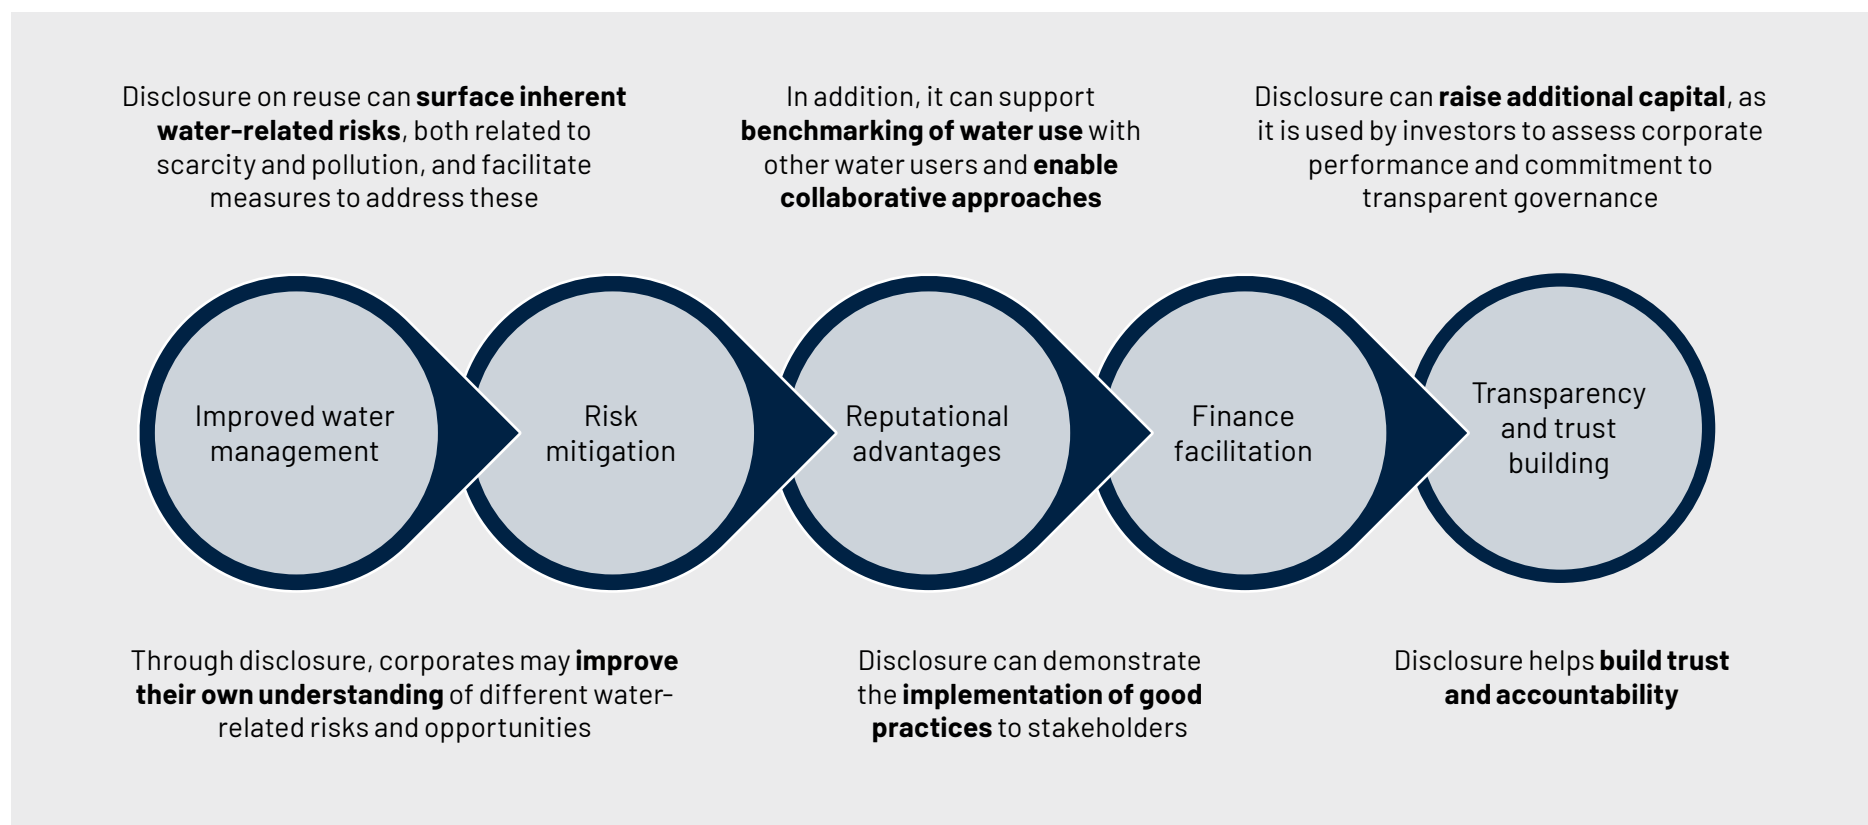 Disclosure on reuse can surface inherent
water-related risks, both related to
scarcity and pollution, and facilitate
measures to address these
In addition, it can support
benchmarking of water use with
other water users and enable
collaborative approaches
Disclosure can raise additional capital, as
it is used by investors to assess corporate
performance and commitment to
transparent governance
Improved water
management
Risk
mitigation
Reputational
advantages
Finance
facilitation
Transparency
and trust
building
Through disclosure, corporates may improve
their own understanding of different water-
related risks and opportunities
Disclosure can demonstrate
the implementation of good
practices to stakeholders
Disclosure helps build trust
and accountability